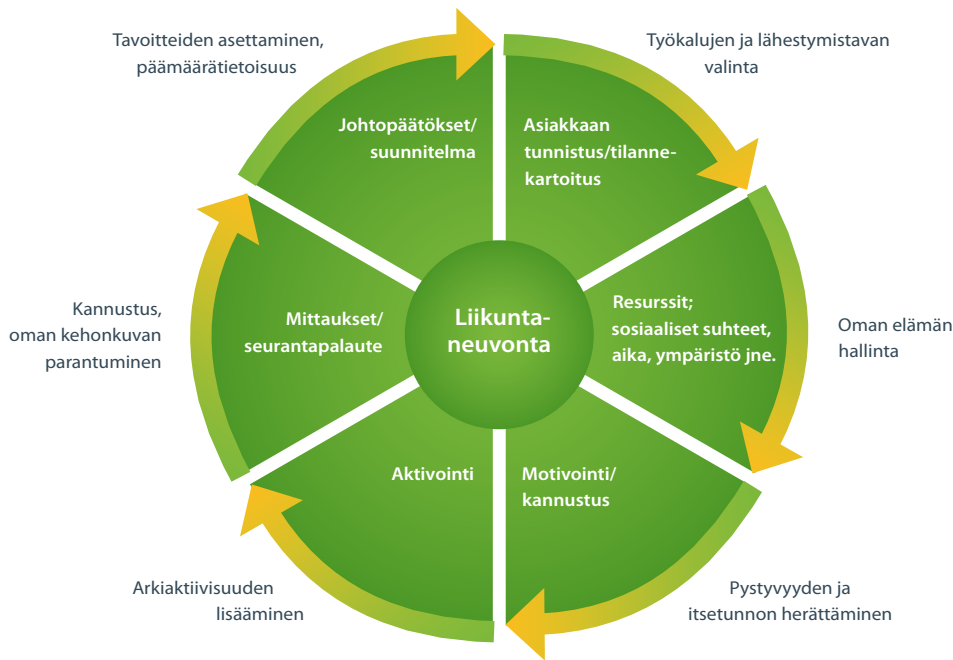 Tavoitteiden asettaminen,
päämäärätietoisuus
Työkalujen ja lähestymistavan
valinta
Johtopäätökset/
suunnitelma
Asiakkaan
tunnistus/tilanne-
kartoitus
Kannustus,
oman kehonkuvan
parantuminen
Mittaukset/
seurantapalaute
Liikunta-
neuvonta
Resurssit;
sosiaaliset suhteet,
aika, ympäristö jne.
Oman elämän
hallinta
Aktivointi
Motivointi/
kannustus
Arkiaktiivisuuden
lisääminen
Pystyvyyden ja
itsetunnon herättäminen